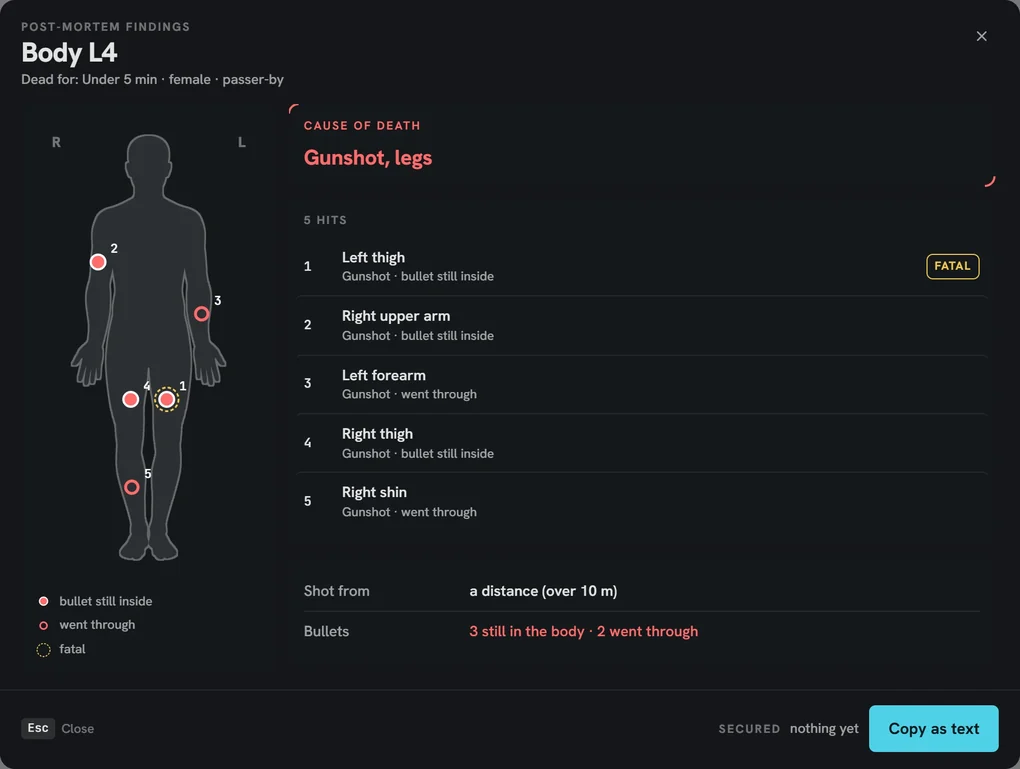 POST-MORTEM FINDINGS
Body L4
Dead for: Under 5 min · female · passer-by
R
L
2
3
4
1
5
bullet still inside
went through
fatal
CAUSE OF DEATH
Gunshot, legs
5 HITS
1
Left thigh
Gunshot · bullet still inside
FATAL
2
Right upper arm
Gunshot · bullet still inside
3
Left forearm
Gunshot · went through
4
Right thigh
Gunshot · bullet still inside
5
Right shin
Gunshot · went through
Shot from a distance (over 10 m)
Bullets 3 still in the body · 2 went through
Esc Close
SECURED nothing yet
Copy as text